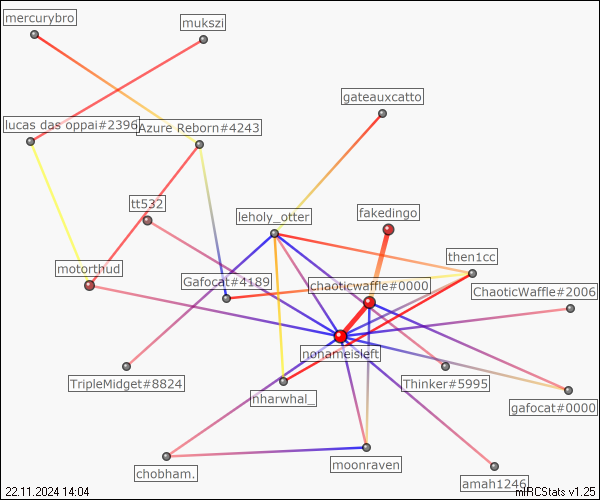 mercurybro
mukszi
gateauxcatto
lucas das oppai#2396
Azure Reborn#4243
tt532
leholy_otter
fakedingo
then1cc
motorthud
Gafocat#4189
chaoticwaffle#0000
ChaoticWaffle#2006
nonameisleft
TripleMidget#8824
nharwhal_
Thinker#5995
gafocat#0000
chobham.
moonraven
amah1246
22.11.2024 14:04
mIRCStats v1.25